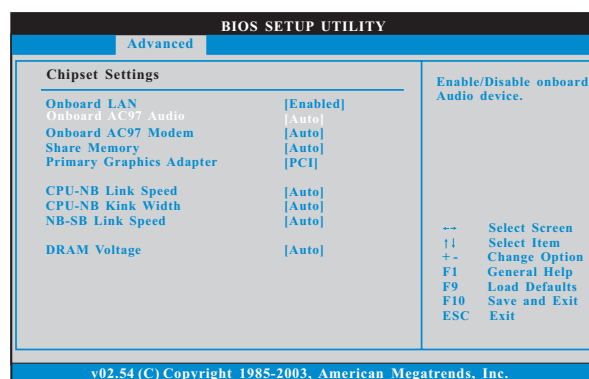 BIOS SETUP UTILITY
Advanced
Chipset Settings
Onboard LAN [Enabled]
Onboard AC97 Audio [Auto]
Onboard AC97 Modem [Auto]
Share Memory [Auto]
Primary Graphics Adapter [PCI]
CPU-NB Link Speed [Auto]
CPU-NB Kink Width [Auto]
NB-SB Link Speed [Auto]
DRAM Voltage [Auto]
Enable/Disable onboard
Audio device.
←→ Select Screen
↑↓ Select Item
+ - Change Option
F1 General Help
F9 Load Defaults
F10 Save and Exit
ESC Exit
v02.54 (C) Copyright 1985-2003, American Megatrends, Inc.